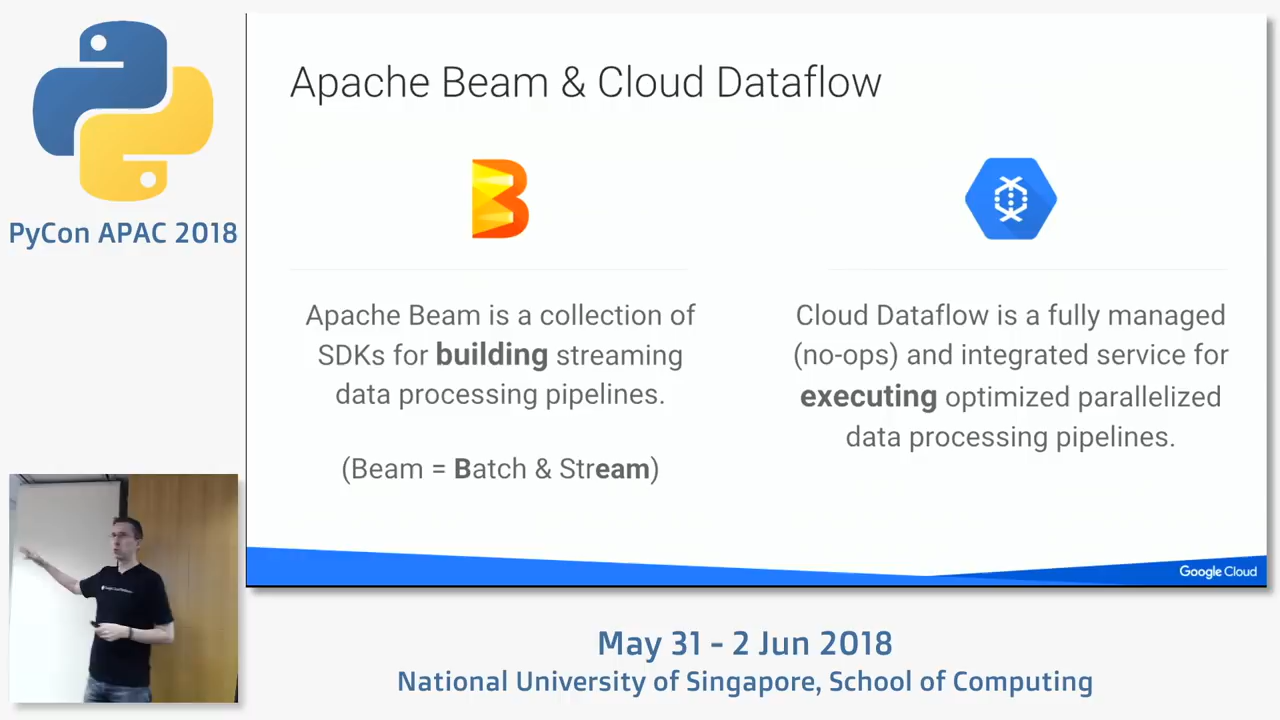 PyCon APAC 2018
Apache Beam & Cloud Dataflow
Apache Beam is a collection of
SDKs for building streaming
data processing pipelines.
(Beam = Batch & Stream)
Cloud Dataflow is a fully managed
(no-ops) and integrated service for
executing optimized parallelized
data processing pipelines.
Google Cloud
May 31 - 2 Jun 2018
National University of Singapore, School of Computing